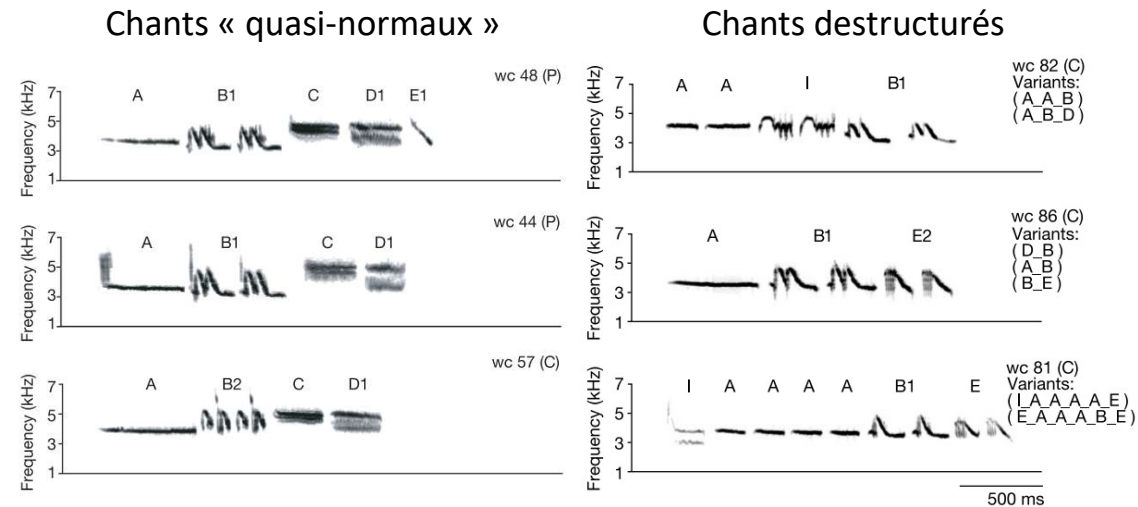 Chants « quasi-normaux »
wc 48 (P)
Frequency (kHz)
7
5
3
1
A B1 C D1 E1
wc 44 (P)
Frequency (kHz)
7
5
3
1
A B1 C D1
wc 57 (C)
Frequency (kHz)
7
5
3
1
A B2 C D1
Chants destructurés
wc 82 (C)
Variants:
( A_A_B )
( A_B_D )
Frequency (kHz)
7
5
3
1
A A I B1
wc 86 (C)
Variants:
( D_B )
( A_B )
( B_E )
Frequency (kHz)
7
5
3
1
A B1 E2
wc 81 (C)
Variants:
( I_A_A_A_A_E )
( E_A_A_A_B_E )
Frequency (kHz)
7
5
3
1
I A A A A B1 E
500 ms